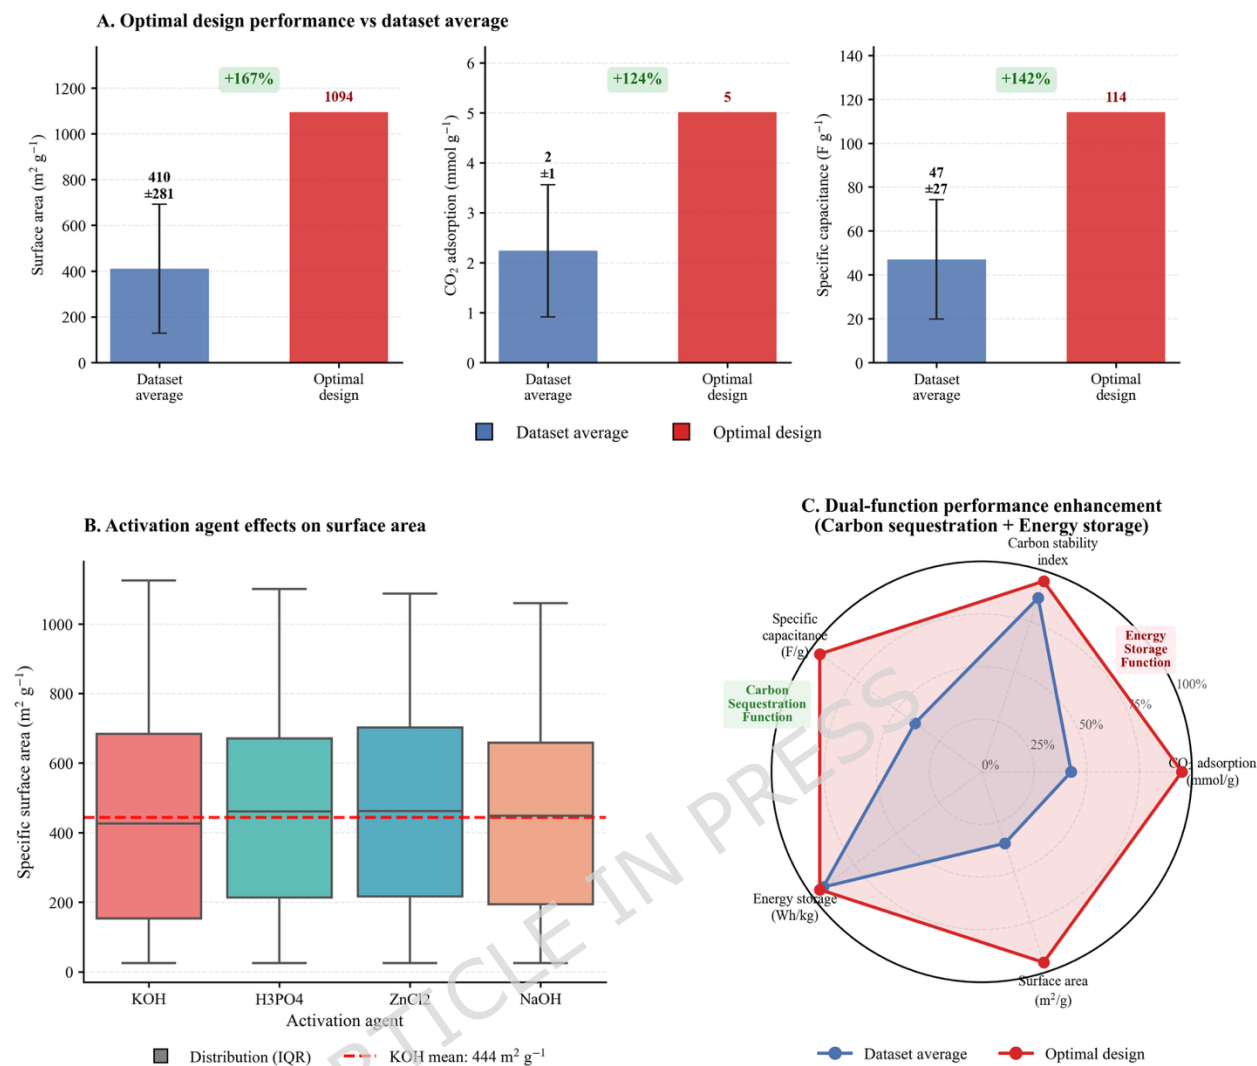 A. Optimal design performance vs dataset average
Surface area (m² g⁻¹)
1200
1000
800
600
400
200
0
+167%
410
±281
1094
Dataset
average
Optimal
design
CO₂ adsorption (mmol g⁻¹)
6
5
4
3
2
1
0
+124%
2
±1
5
Dataset
average
Optimal
design
Specific capacitance (F g⁻¹)
140
120
100
80
60
40
20
0
+142%
47
±27
114
Dataset
average
Optimal
design
Dataset average
Optimal design
B. Activation agent effects on surface area
Specific surface area (m² g⁻¹)
1000
800
600
400
200
0
KOH
H3PO4
ZnCl2
NaOH
Activation agent
Distribution (IQR)
KOH mean: 444 m² g⁻¹
C. Dual-function performance enhancement
(Carbon sequestration + Energy storage)
Carbon stability
index
Specific
capacitance
(F/g)
Energy
Storage
Function
Carbon
Sequestration
Function
100%
75%
50%
25%
0%
CO₂ adsorption
(mmol/g)
Energy storage
(Wh/kg)
Surface area
(m²/g)
Dataset average
Optimal design
RTICLE IN PRESS